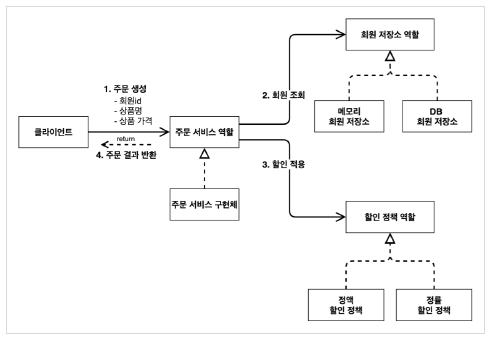 회원 저장소 역할
1. 주문 생성
- 회원id
- 상품명
- 상품 가격
2. 회원 조회
메모리
회원 저장소
DB
회원 저장소
클라이언트
return
4. 주문 결과 반환
주문 서비스 역할
3. 할인 적용
주문 서비스 구현체
할인 정책 역할
정액
할인 정책
정률
할인 정책